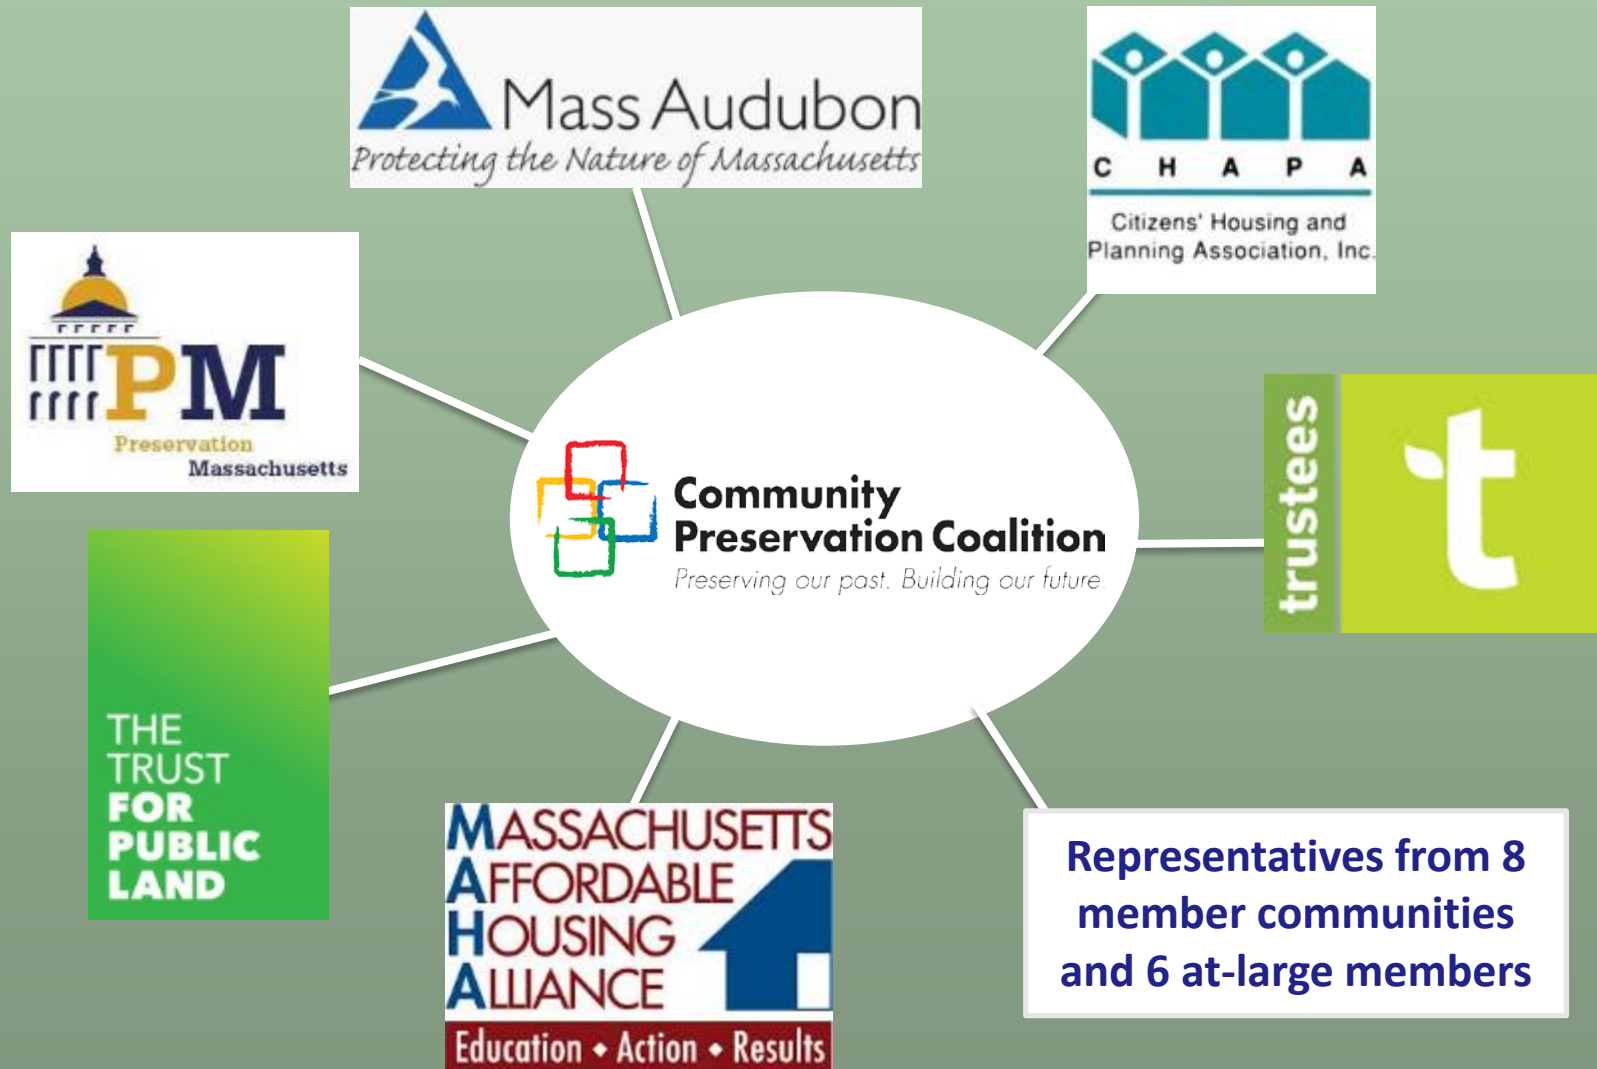 Mass Audubon
Protecting the Nature of Massachusetts
C H A P A
Citizens' Housing and
Planning Association, Inc.
PM
Preservation
Massachusetts
trustees
t
Community
Preservation Coalition
Preserving our past. Building our future.
THE
TRUST
FOR
PUBLIC
LAND
MASSACHUSETTS
AFFORDABLE
HOUSING
ALLIANCE
Education • Action • Results
Representatives from 8
member communities
and 6 at-large members